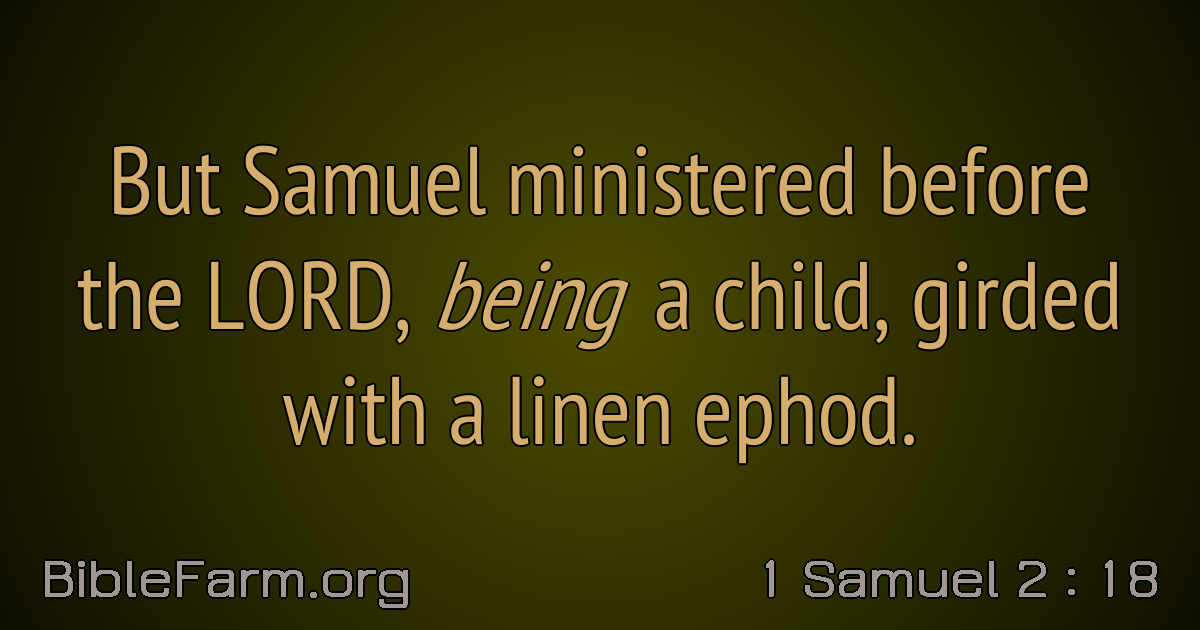 But Samuel ministered before
the LORD, being a child, girded
with a linen ephod.
BibleFarm.org
1 Samuel 2 : 18